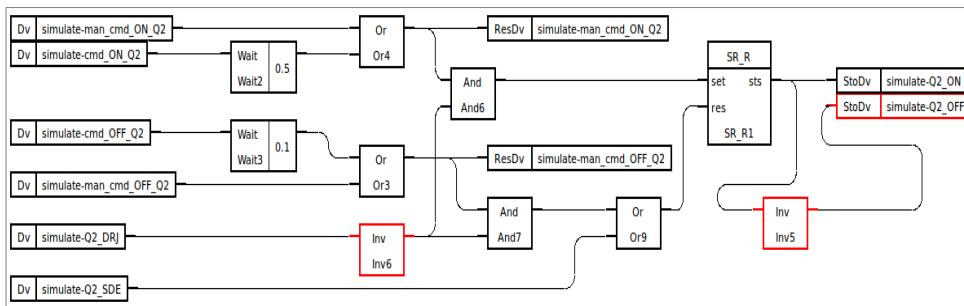 Dv simulate-man_cmd_ON_Q2
Or
Or4
ResDv simulate-man_cmd_ON_Q2
Dv simulate-cmd_ON_Q2
Wait
Wait2
0.5
And
And6
SR_R
set sts
res
SR_R1
StoDv simulate-Q2_ON
StoDv simulate-Q2_OFF
Dv simulate-cmd_OFF_Q2
Wait
Wait3
0.1
Or
Or3
ResDv simulate-man_cmd_OFF_Q2
Dv simulate-man_cmd_OFF_Q2
And
And7
Or
Or9
Inv
Inv5
Dv simulate-Q2_DRJ
Inv
Inv6
Dv simulate-Q2_SDE